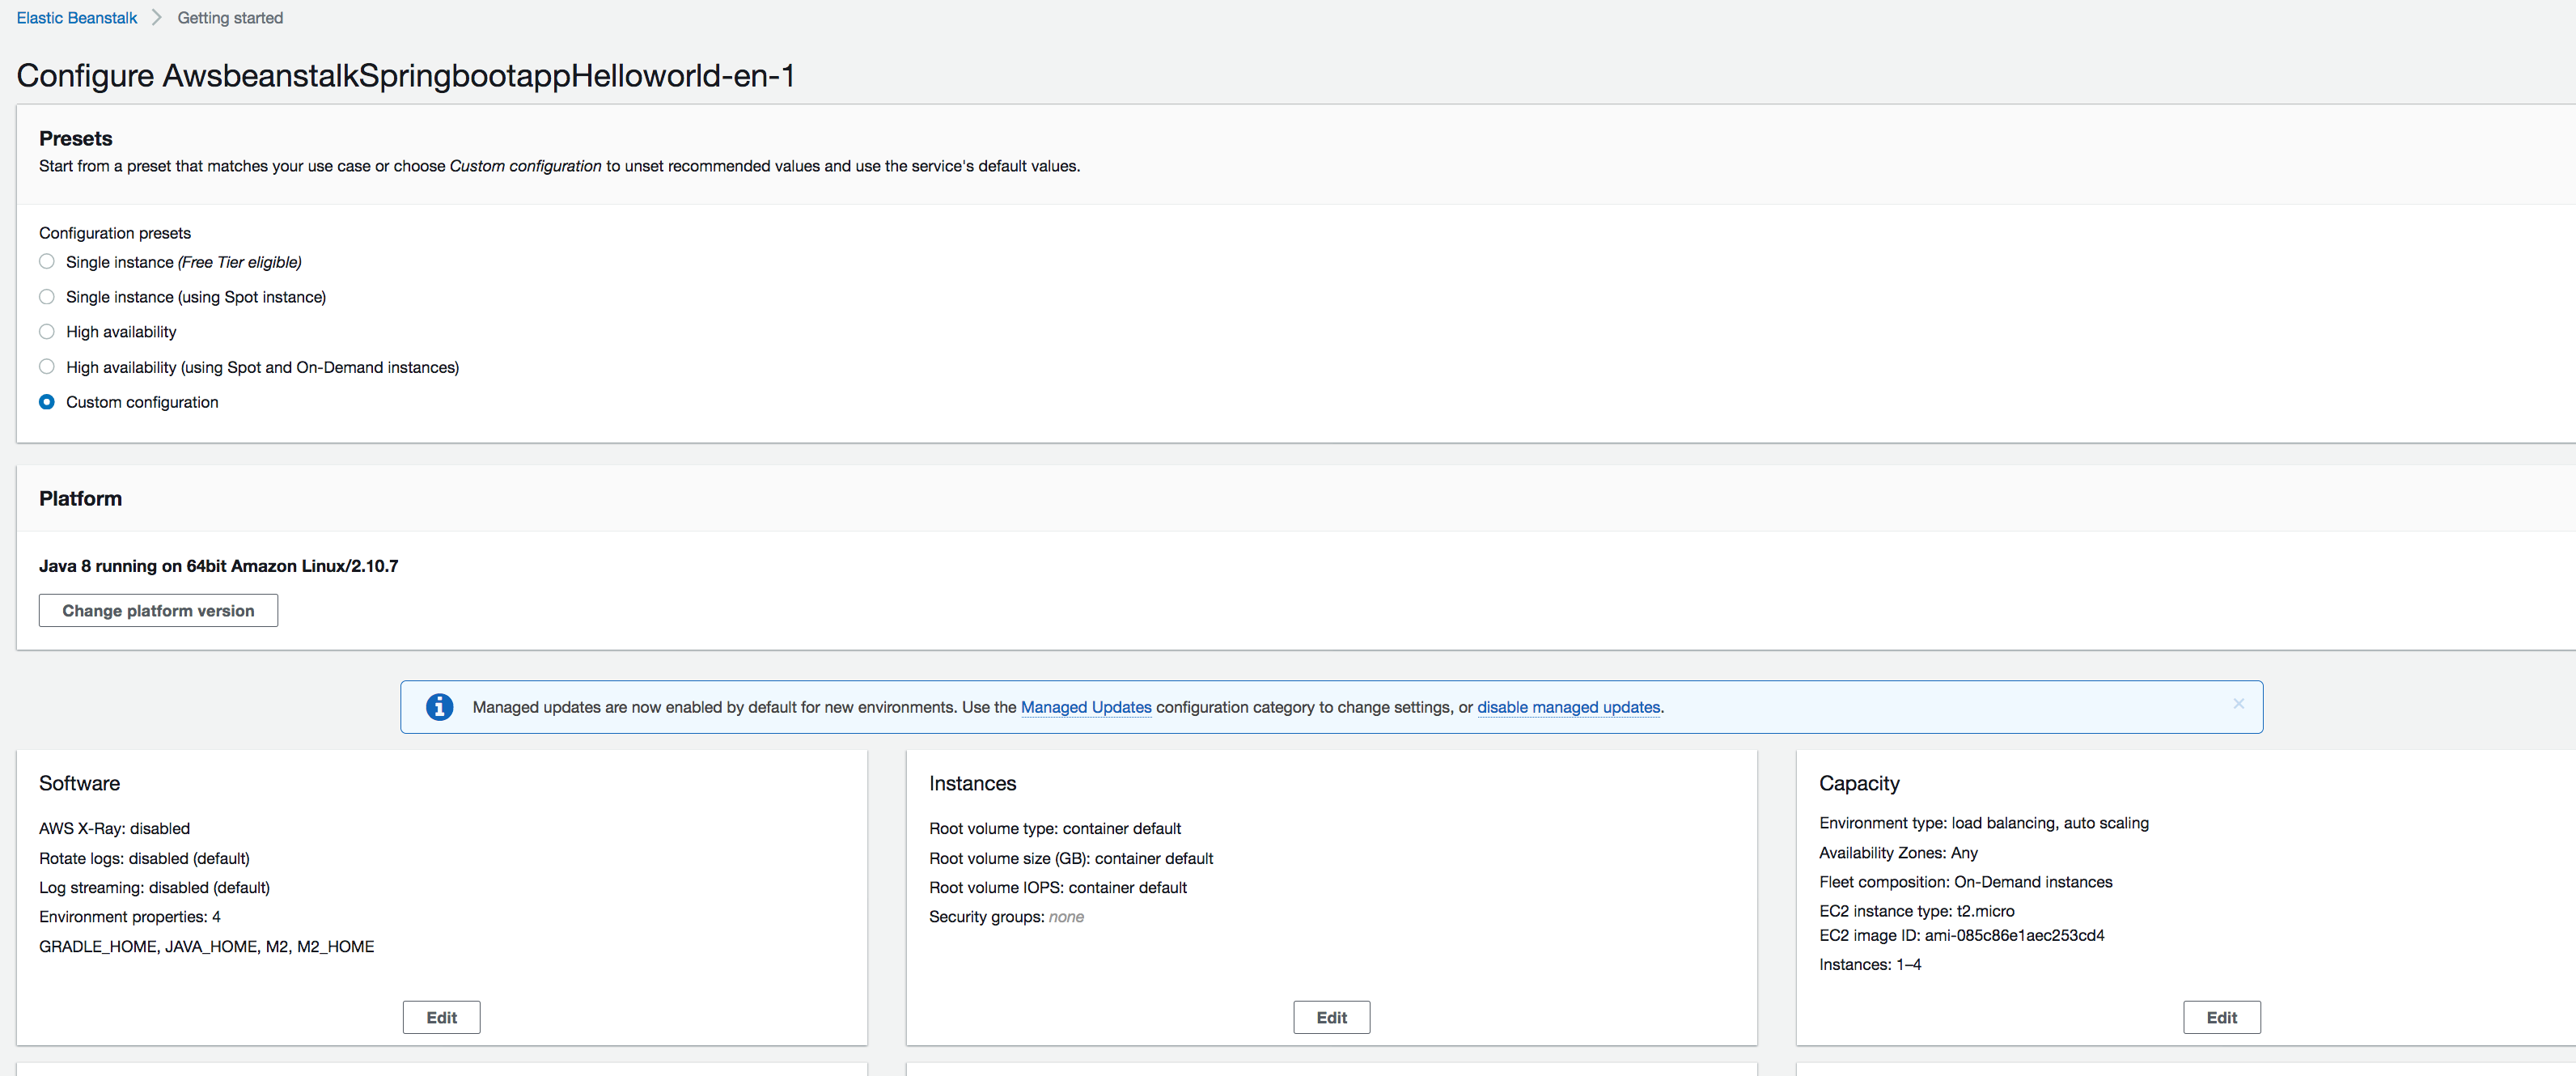 Elastic Beanstalk > Getting started
Configure AwsbeanstalkSpringbootappHelloworld-en-1
Presets
Start from a preset that matches your use case or choose Custom configuration to unset recommended values and use the service's default values.
Configuration presets
Single instance (Free Tier eligible)
Single instance (using Spot instance)
High availability
High availability (using Spot and On-Demand instances)
Custom configuration
Platform
Java 8 running on 64bit Amazon Linux/2.10.7
Change platform version
Managed updates are now enabled by default for new environments. Use the Managed Updates configuration category to change settings, or disable managed updates.
Software
AWS X-Ray: disabled
Rotate logs: disabled (default)
Log streaming: disabled (default)
Environment properties: 4
GRADLE_HOME, JAVA_HOME, M2, M2_HOME
Edit
Instances
Root volume type: container default
Root volume size (GB): container default
Root volume IOPS: container default
Security groups: none
Edit
Capacity
Environment type: load balancing, auto scaling
Availability Zones: Any
Fleet composition: On-Demand instances
EC2 instance type: t2.micro
EC2 image ID: ami-085c86e1aec253cd4
Instances: 1–4
Edit